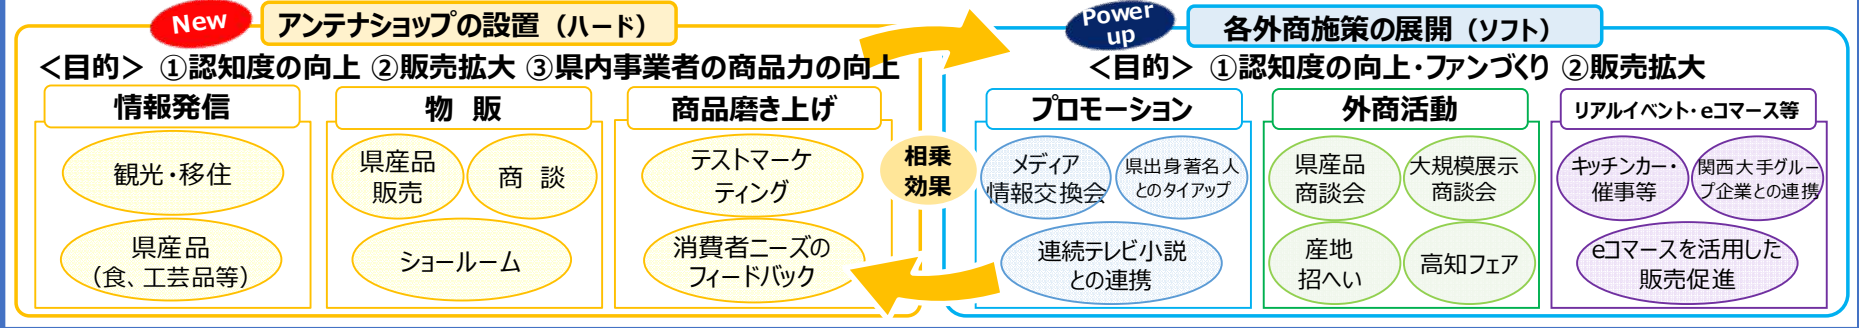 New
アンテナショップの設置（ハード）
＜目的＞ ①認知度の向上 ②販売拡大 ③県内事業者の商品力の向上
情報発信
観光・移住
県産品
（食、工芸品等）
物 販
県産品
販売
商 談
ショールーム
商品磨き上げ
テストマーケ
ティング
消費者ニーズの
フィードバック
相乗
効果
Power
up
各外商施策の展開（ソフト）
＜目的＞ ①認知度の向上・ファンづくり ②販売拡大
プロモーション
メディア
情報交換会
県出身著名人
とのタイアップ
連続テレビ小説
との連携
外商活動
県産品
商談会
大規模展示
商談会
産地
招へい
高知フェア
リアルイベント・eコマース等
キッチンカー・
催事等
関西大手グルー
プ企業との連携
eコマースを活用した
販売促進